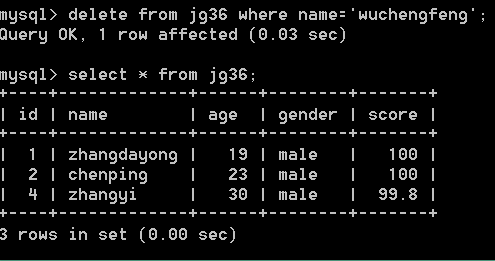 mysql> delete from jg36 where name='wuchengfeng';
Query OK, 1 row affected (0.03 sec)
mysql> select * from jg36;
+----+------------+------+--------+-------+
| id | name       | age  | gender | score |
+----+------------+------+--------+-------+
|  1 | zhangdayong |   19 | male   |   100 |
|  2 | chenping   |   23 | male   |   100 |
|  4 | zhangyi    |   30 | male   |  99.8 |
+----+------------+------+--------+-------+
3 rows in set (0.00 sec)